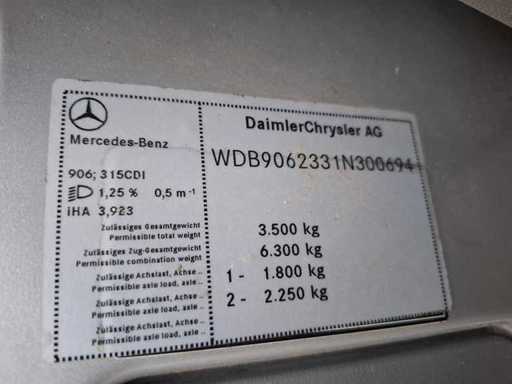 Mercedes-Benz
DaimlerChrysler AG
WDB9062331N300694
906; 315CDI
1,25 % 0,5 m⁻¹
iHA 3,923
Zulässiges Gesamtgewicht
Permissible total weight
3.500 kg
Zulässiges Zug-Gesamtgewicht
Permissible combination weight
6.300 kg
Zulässige Achslast, Achse ..
Permissible axle load, axle ..
1 - 1.800 kg
Zulässige Achslast, Achse ..
Permissible axle load, axle ..
2 - 2.250 kg
Zulässige Achslast, Achse ..
Permissible axle load, axle ..